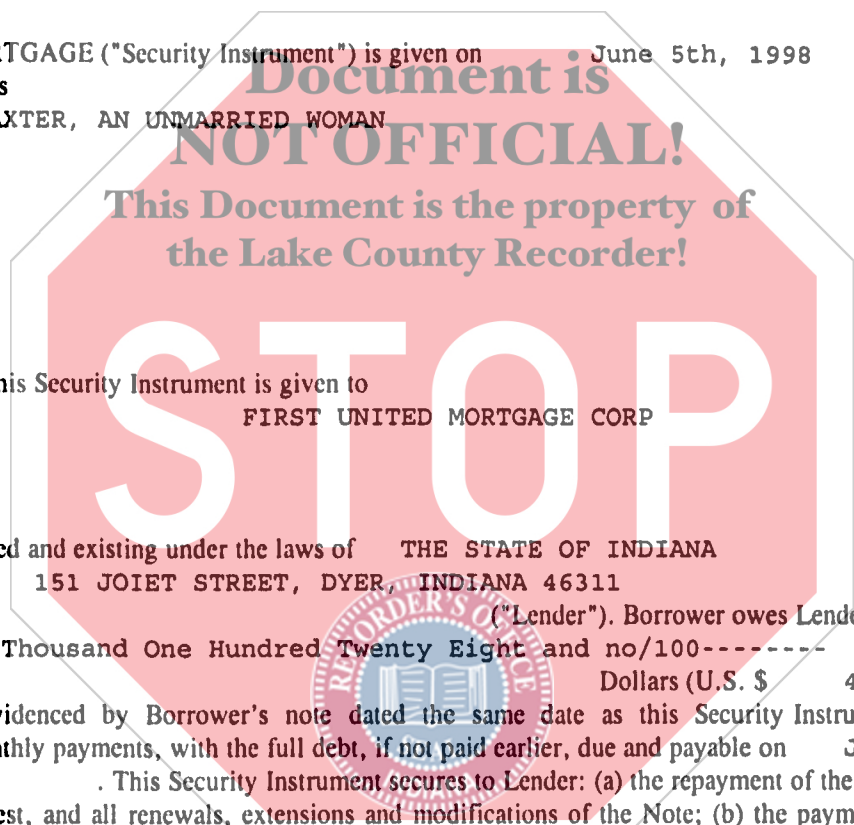 TGAGE ("Security Instrument") is given on June 5th, 1998
Document is
s
AXTER, AN UNMARRIED WOMAN
NOT OFFICIAL!
This Document is the property of
the Lake County Recorder!
STOP
his Security Instrument is given to
FIRST UNITED MORTGAGE CORP
ed and existing under the laws of THE STATE OF INDIANA
151 JOIET STREET, DYER, INDIANA 46311
("Lender"). Borrower owes Lende
RECORDER'S OFFICE
Thousand One Hundred Twenty Eight and no/100--------
Dollars (U.S. $ 4
videnced by Borrower's note dated the same date as this Security Instru
thly payments, with the full debt, if not paid earlier, due and payable on J
. This Security Instrument secures to Lender: (a) the repayment of the
est, and all renewals, extensions and modifications of the Note; (b) the paym